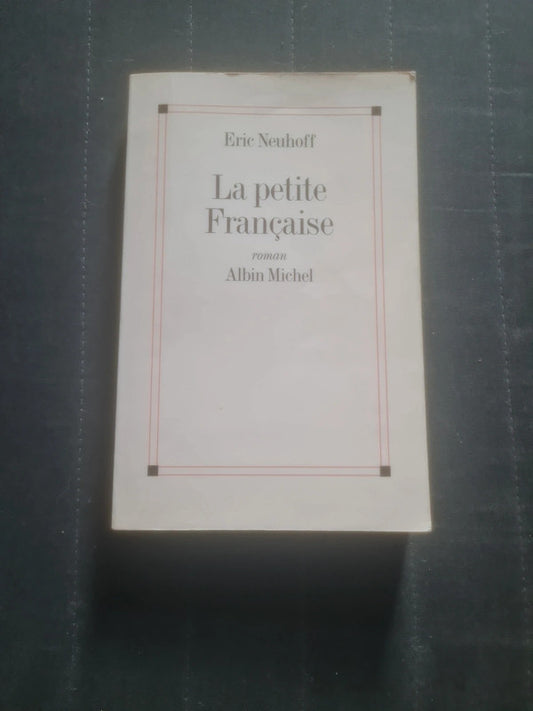 Eric Neuhoff
La petite
Française
roman
Albin Michel